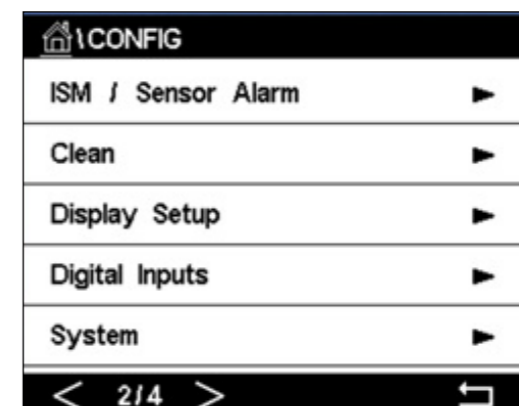 \CONFIG
ISM / Sensor Alarm
Clean
Display Setup
Digital Inputs
System
< 2/4 >